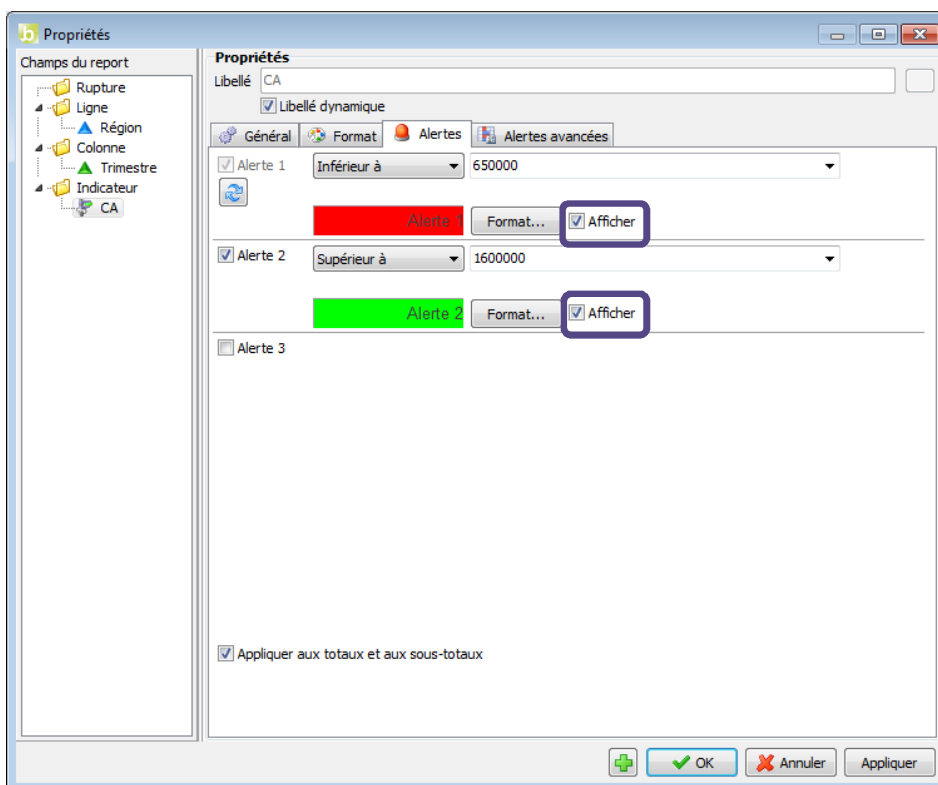 Propriétés
Champs du report
Rupture
Ligne
Région
Colonne
Trimestre
Indicateur
CA
Propriétés
Libellé CA
Libellé dynamique
Général Format Alertes Alertes avancées
Alerte 1 Inférieur à 650000
Alerte 1 Format... Afficher
Alerte 2 Supérieur à 1600000
Alerte 2 Format... Afficher
Alerte 3
Appliquer aux totaux et aux sous-totaux
OK Annuler Appliquer